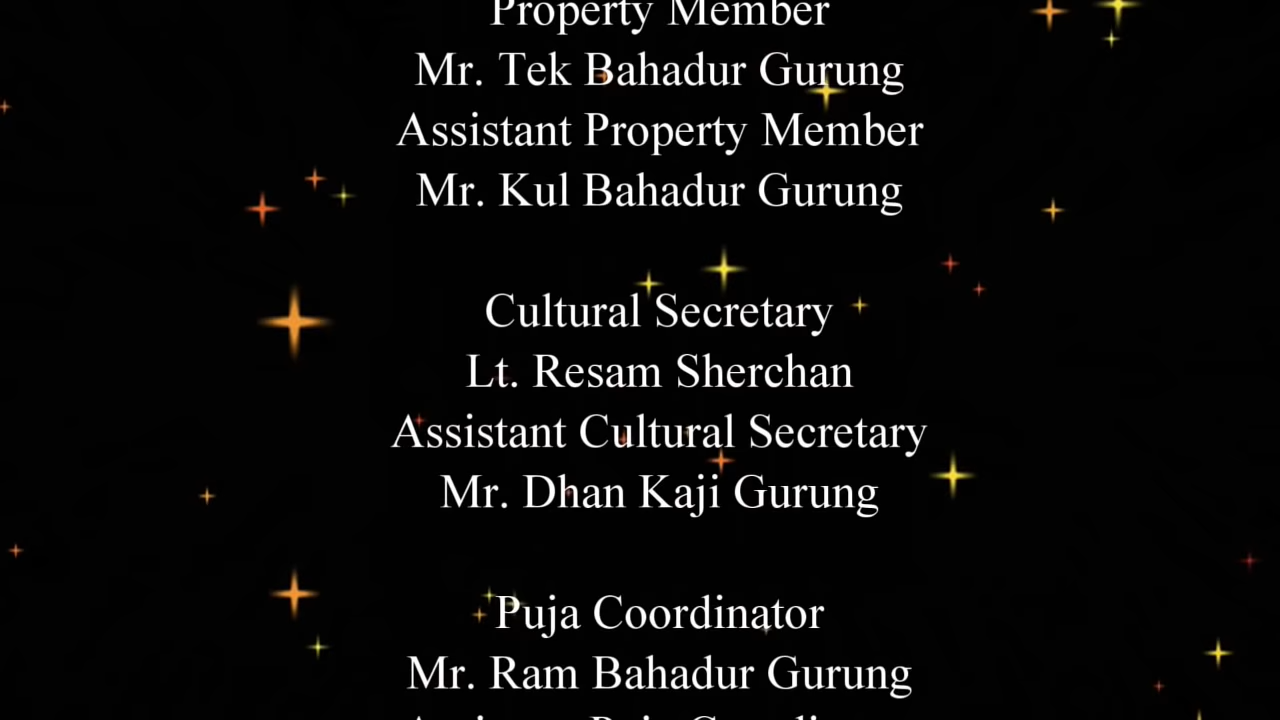 Property Member
Mr. Tek Bahadur Gurung
Assistant Property Member
Mr. Kul Bahadur Gurung
Cultural Secretary
Lt. Resam Sherchan
Assistant Cultural Secretary
Mr. Dhan Kaji Gurung
Puja Coordinator
Mr. Ram Bahadur Gurung